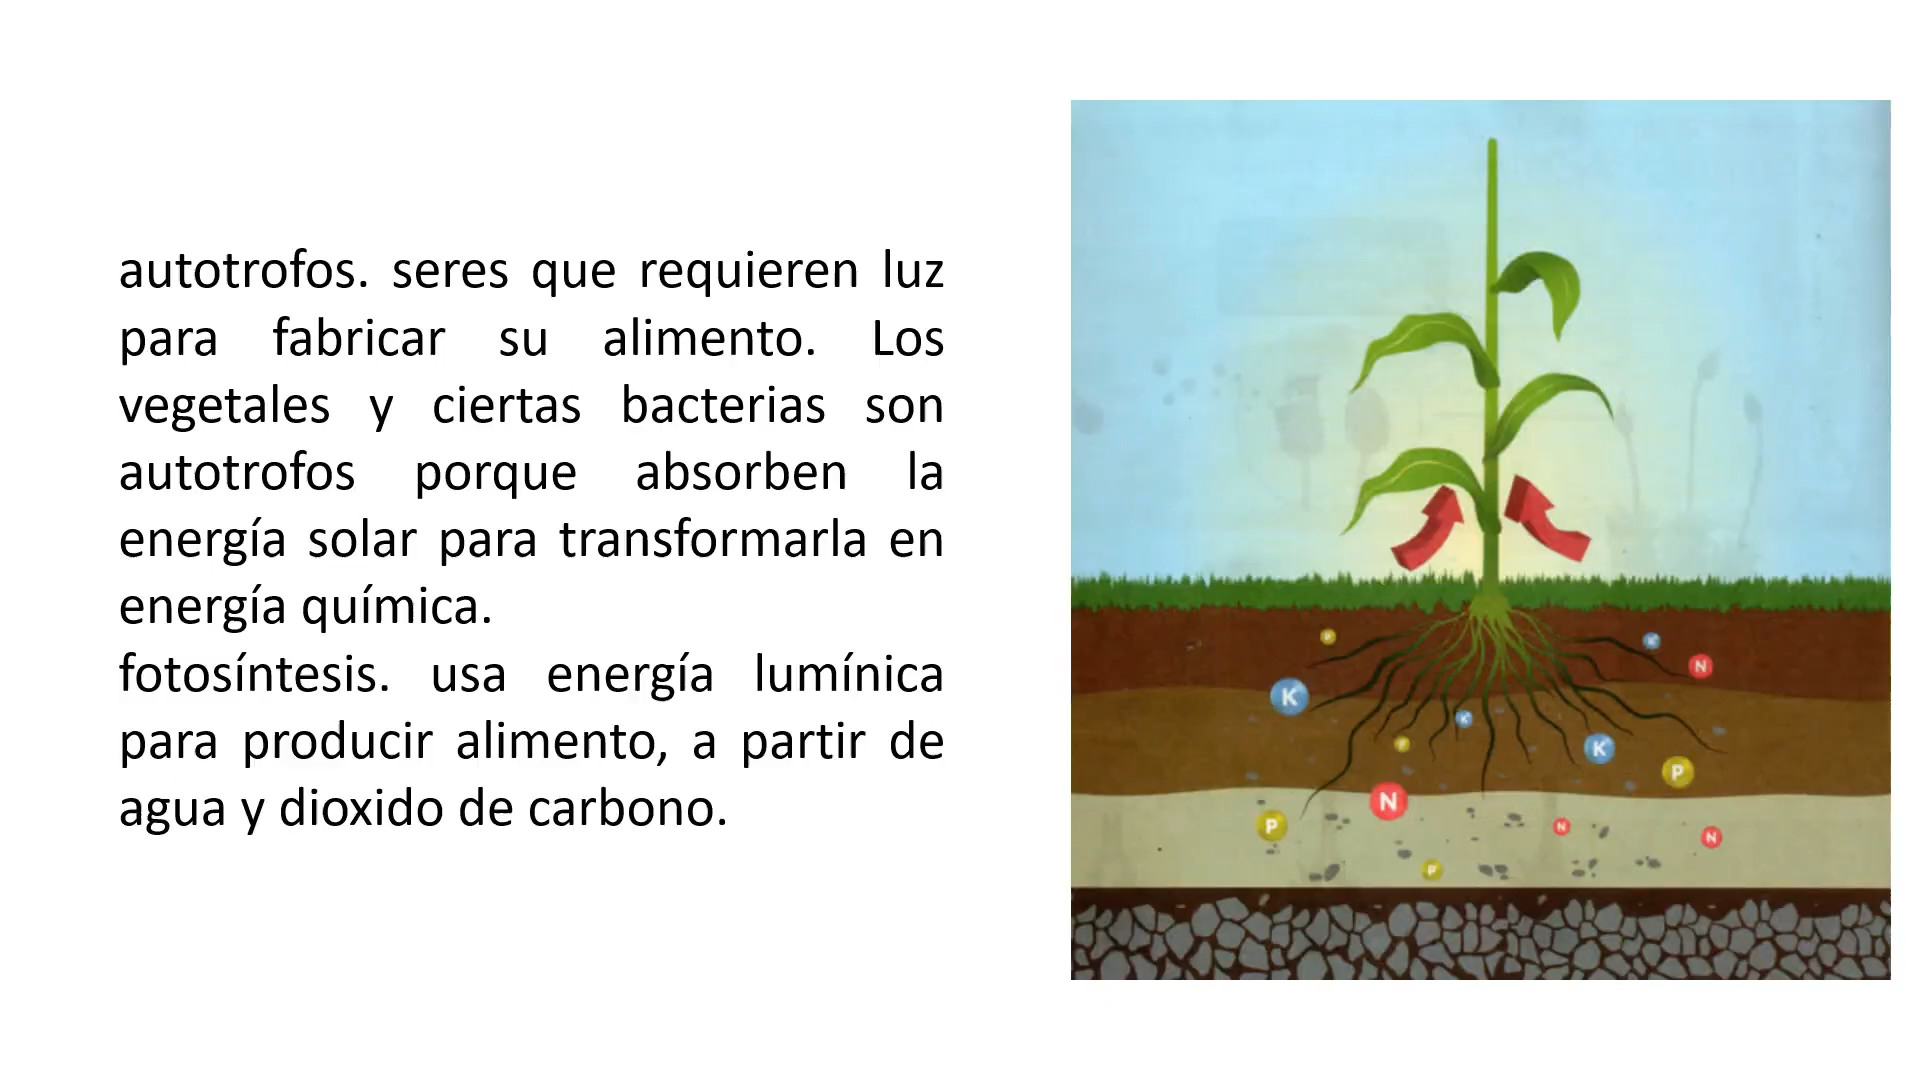 autotrofos. seres que requieren luz
para fabricar su alimento. Los
vegetales y ciertas bacterias son
autotrofos porque absorben la
energía solar para transformarla en
energía química.
fotosíntesis. usa energía lumínica
para producir alimento, a partir de
agua y dioxido de carbono.
P
K
N
K
K
P
K
P
N
P
N
N
P